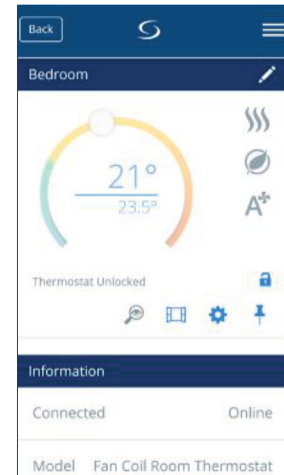 Back
Bedroom
21°
23.5°
A
Thermostat Unlocked
Information
Connected Online
Model Fan Coil Room Thermostat